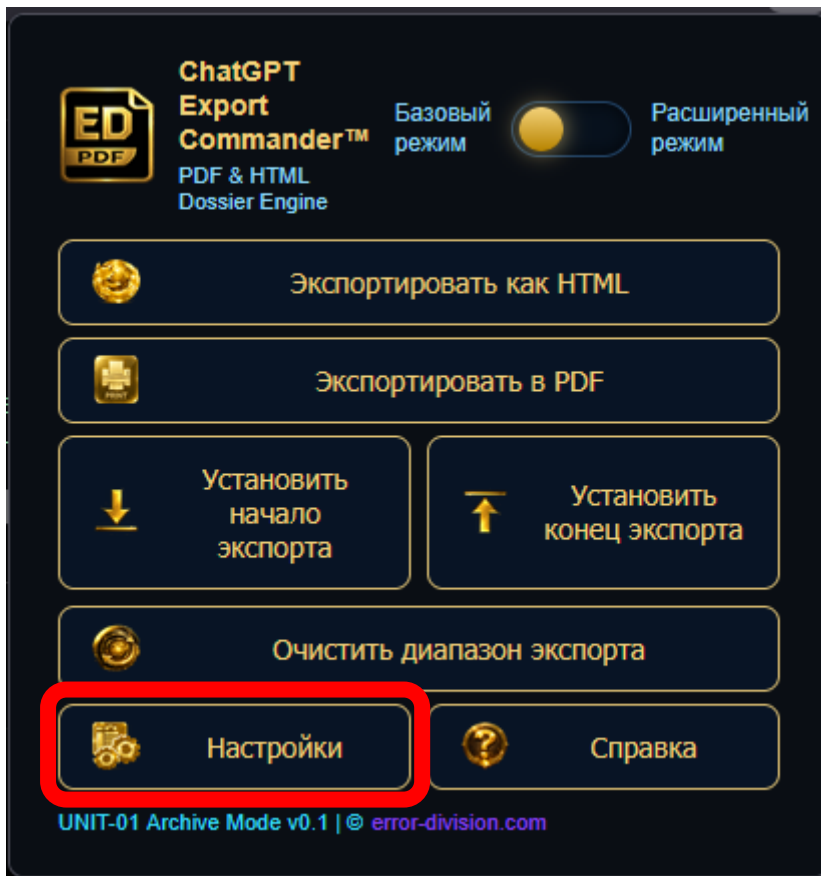 ED
PDF
ChatGPT
Export
Commander™
PDF & HTML
Dossier Engine
Базовый
режим
Расширенный
режим
Экспортировать как HTML
PRINT
Экспортировать в PDF
Установить
начало
экспорта
Установить
конец экспорта
Очистить диапазон экспорта
Настройки
?
Справка
UNIT-01 Archive Mode v0.1 | © error-division.com